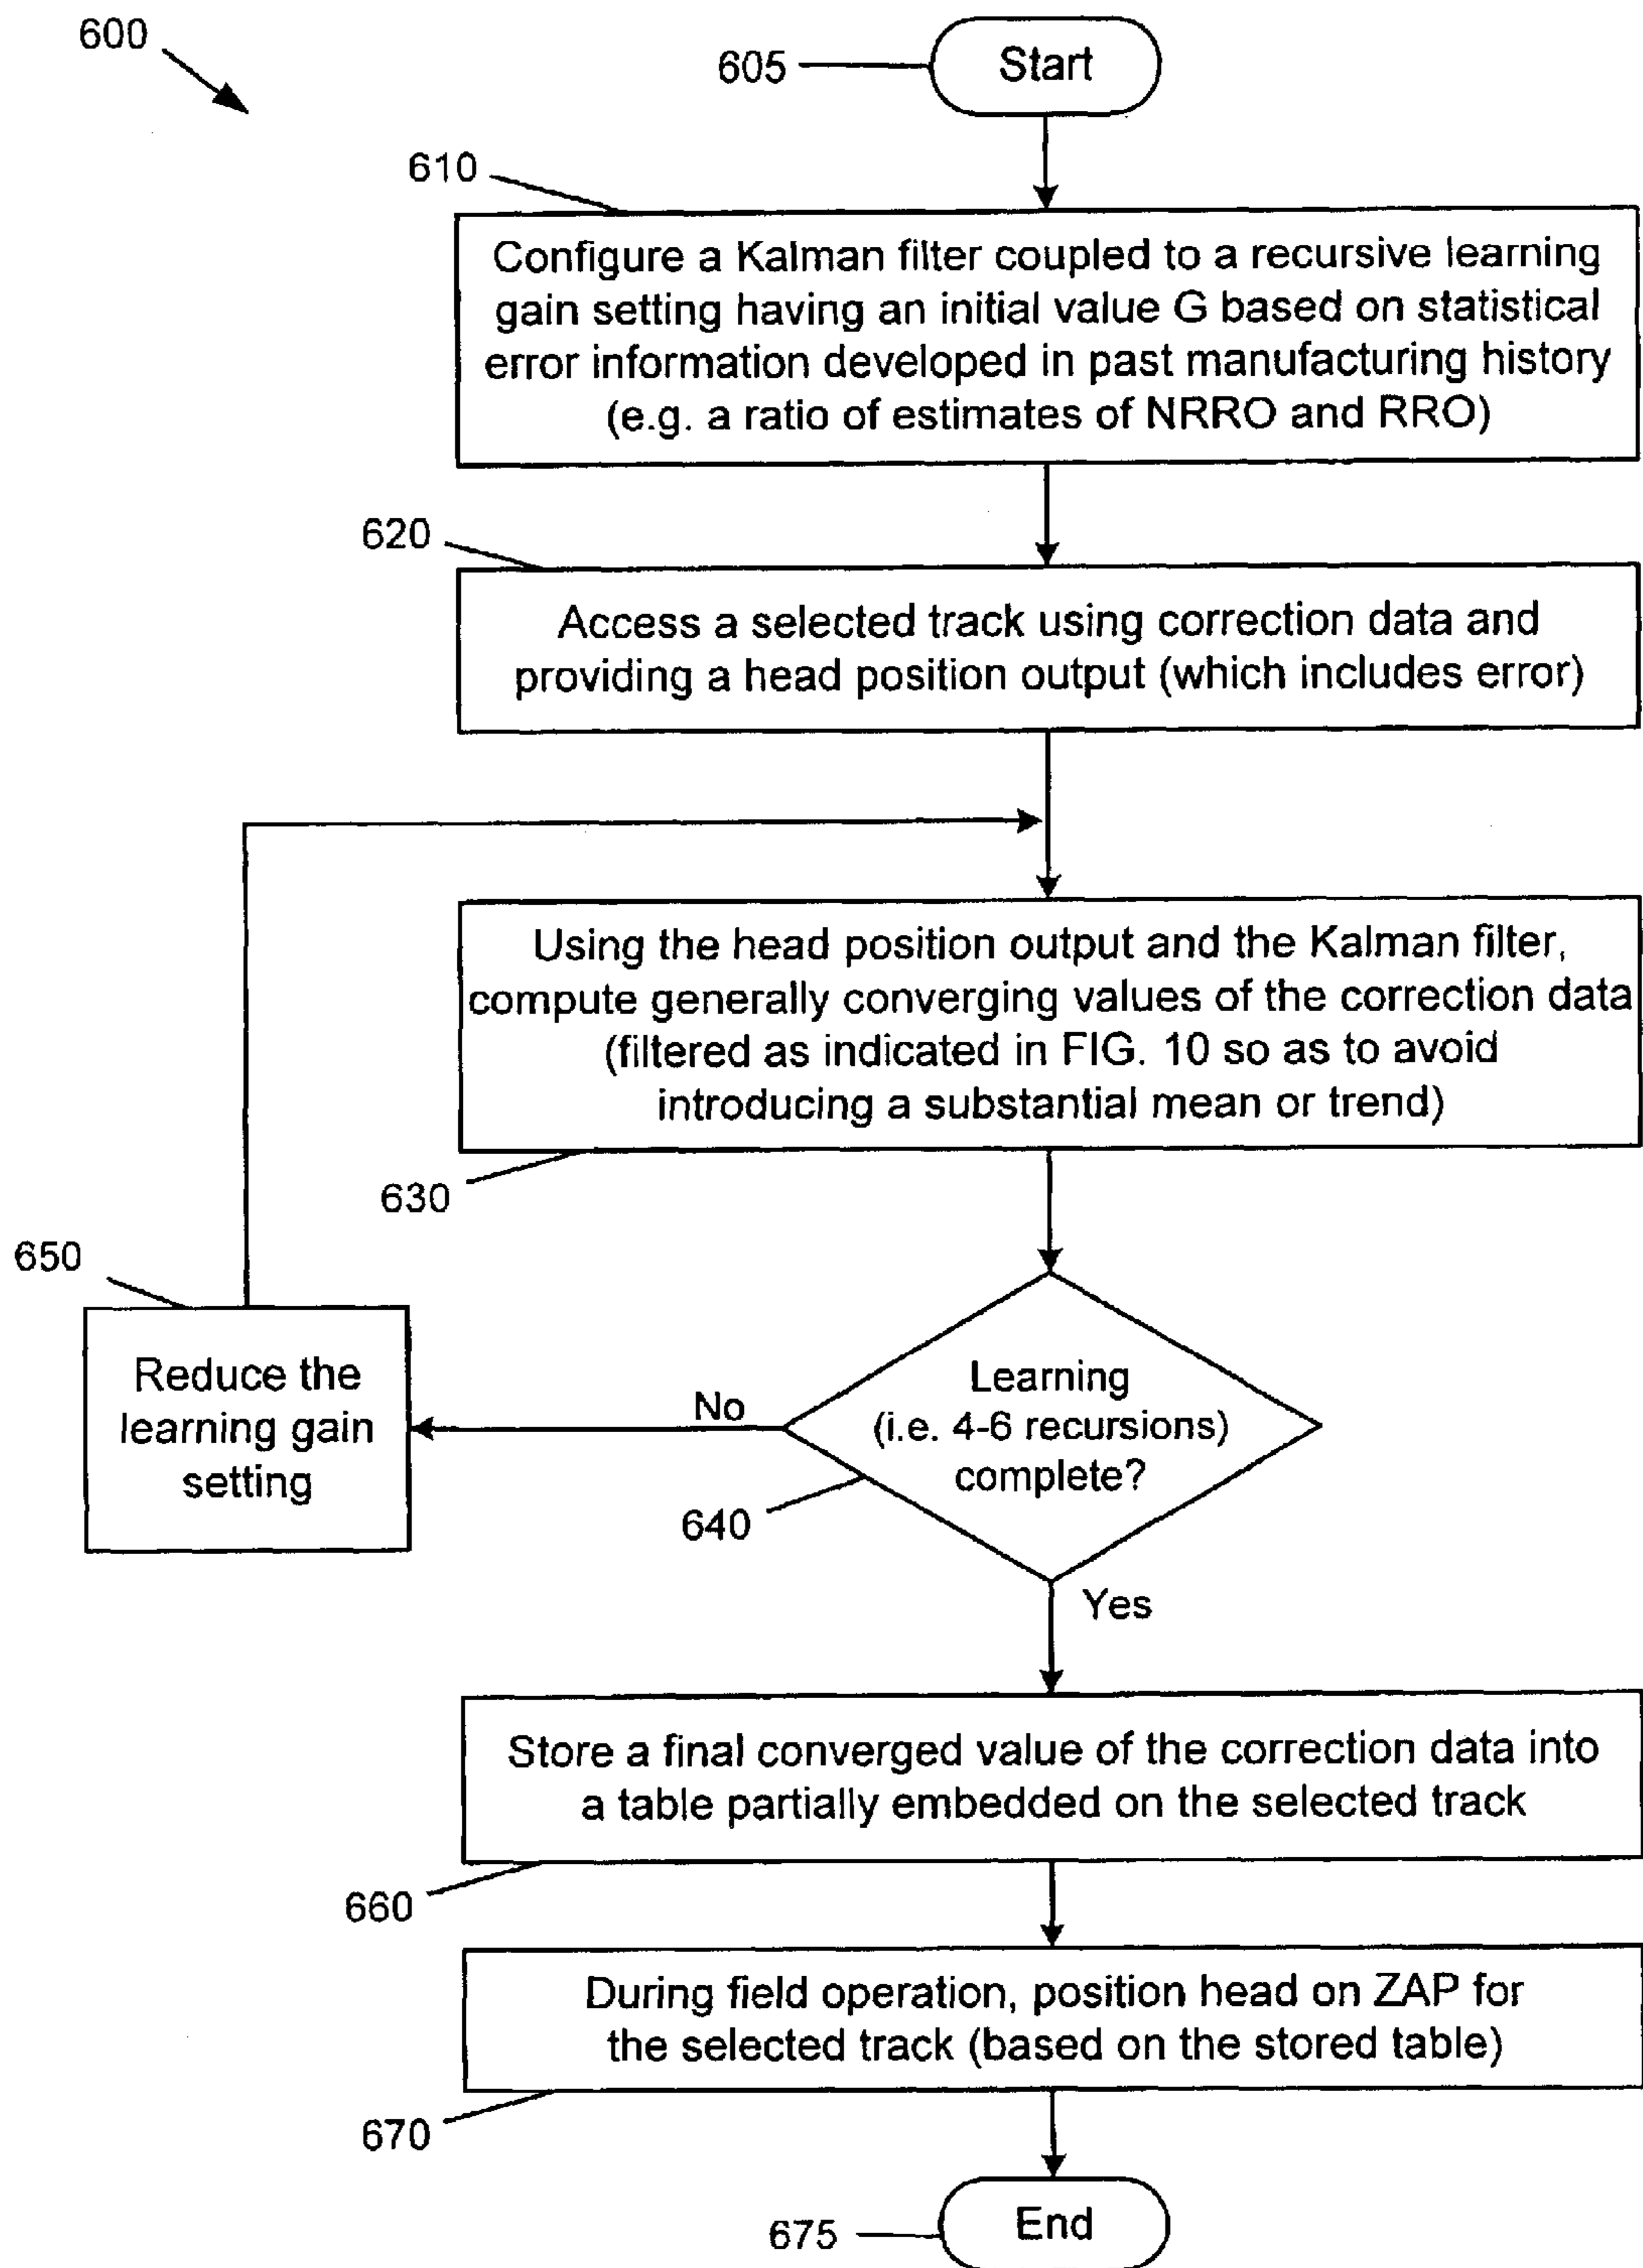 600
605
Start
610
Configure a Kalman filter coupled to a recursive learning
gain setting having an initial value G based on statistical
error information developed in past manufacturing history
(e.g. a ratio of estimates of NRRO and RRO)
620
Access a selected track using correction data and
providing a head position output (which includes error)
Using the head position output and the Kalman filter,
compute generally converging values of the correction data
(filtered as indicated in FIG. 10 so as to avoid
introducing a substantial mean or trend)
630
650
Reduce the
learning gain
setting
No
Learning
(i.e. 4-6 recursions)
complete?
640
Yes
Store a final converged value of the correction data into
a table partially embedded on the selected track
660
During field operation, position head on ZAP for
the selected track (based on the stored table)
670
675
End